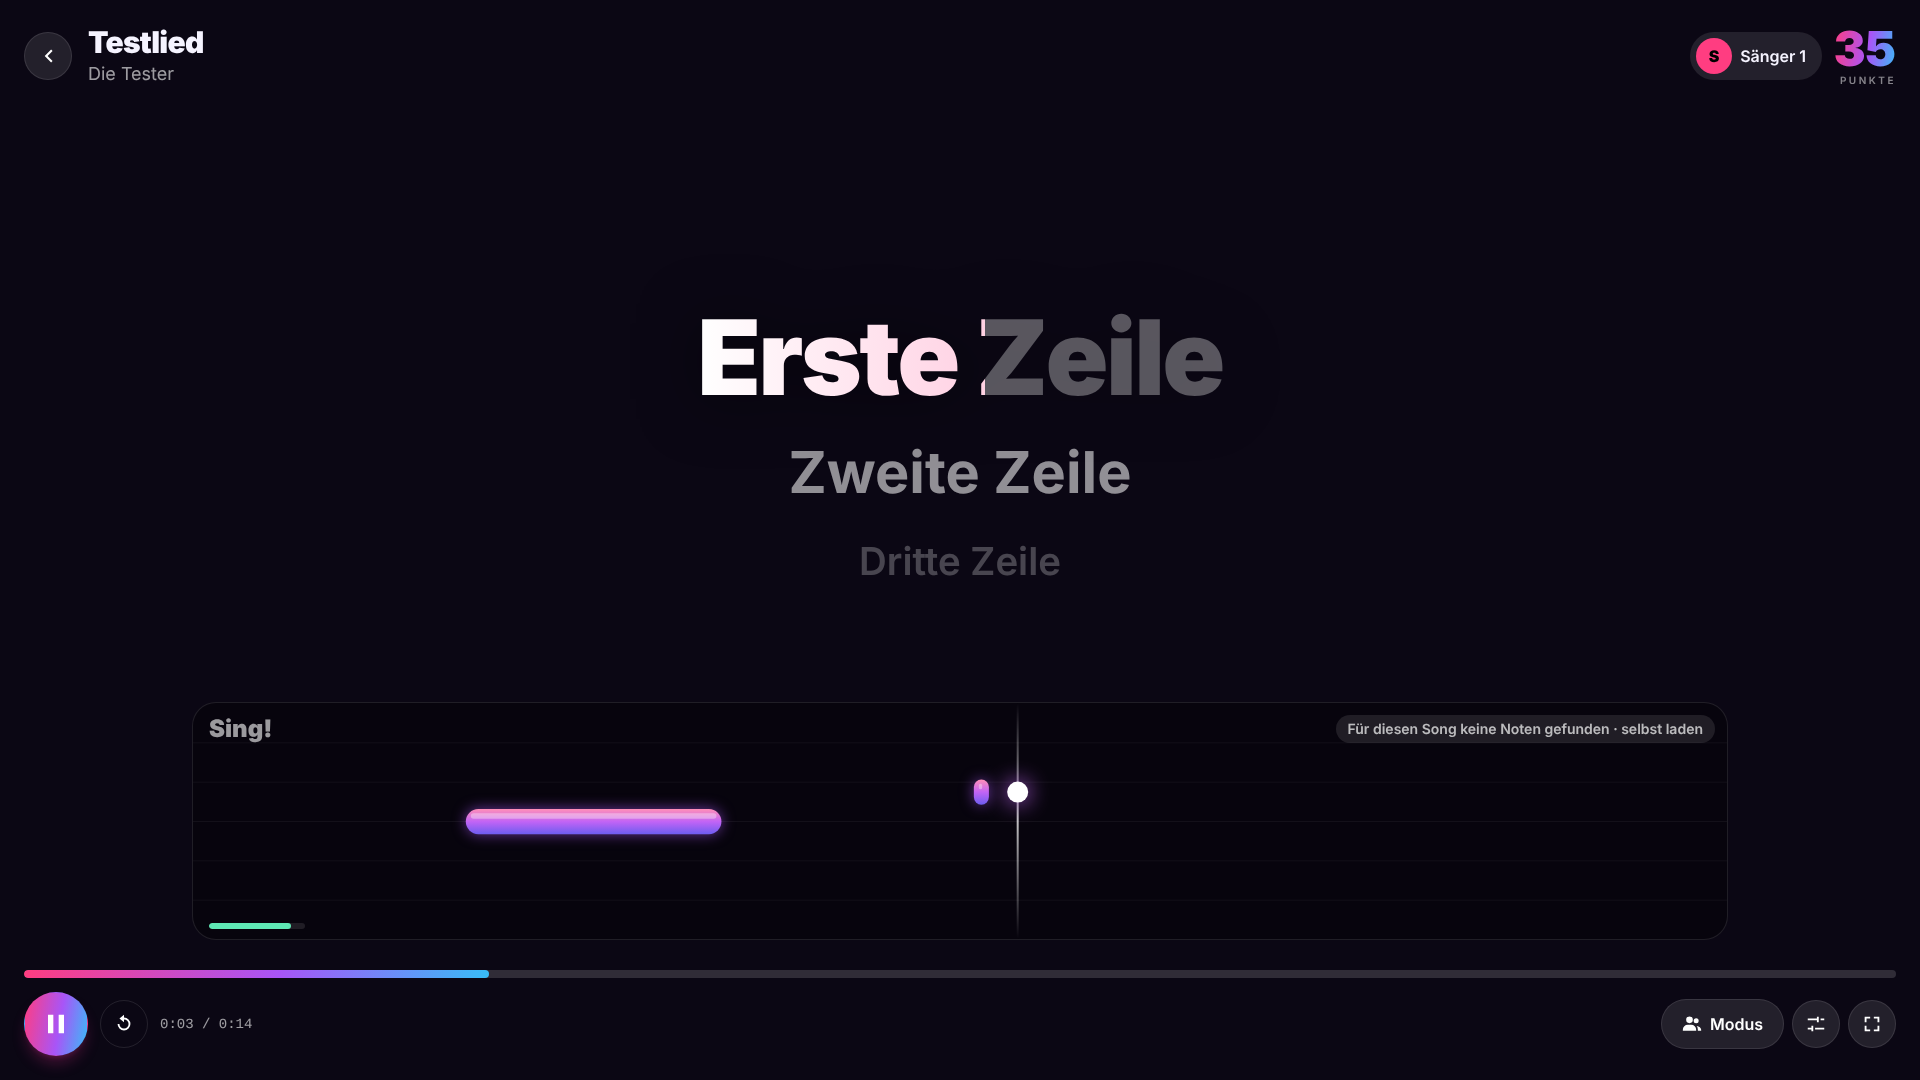 Testlied
Die Tester
S Sänger 1
35
PUNKTE
Erste Zeile
Zweite Zeile
Dritte Zeile
Sing!
Für diesen Song keine Noten gefunden · selbst laden
0:03 / 0:14
Modus